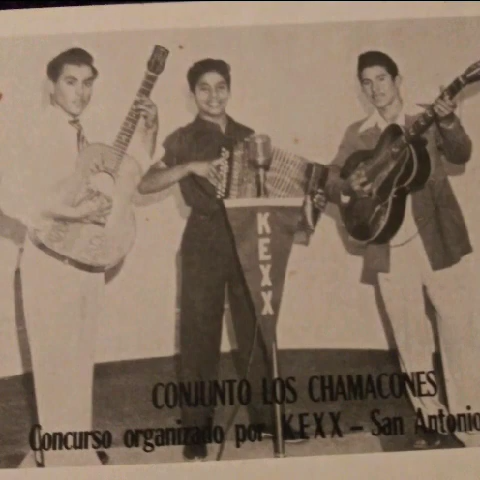 KEXX
CONJUNTO LOS CHAMACONES
Concurso organizado por KEXX - San Antonio